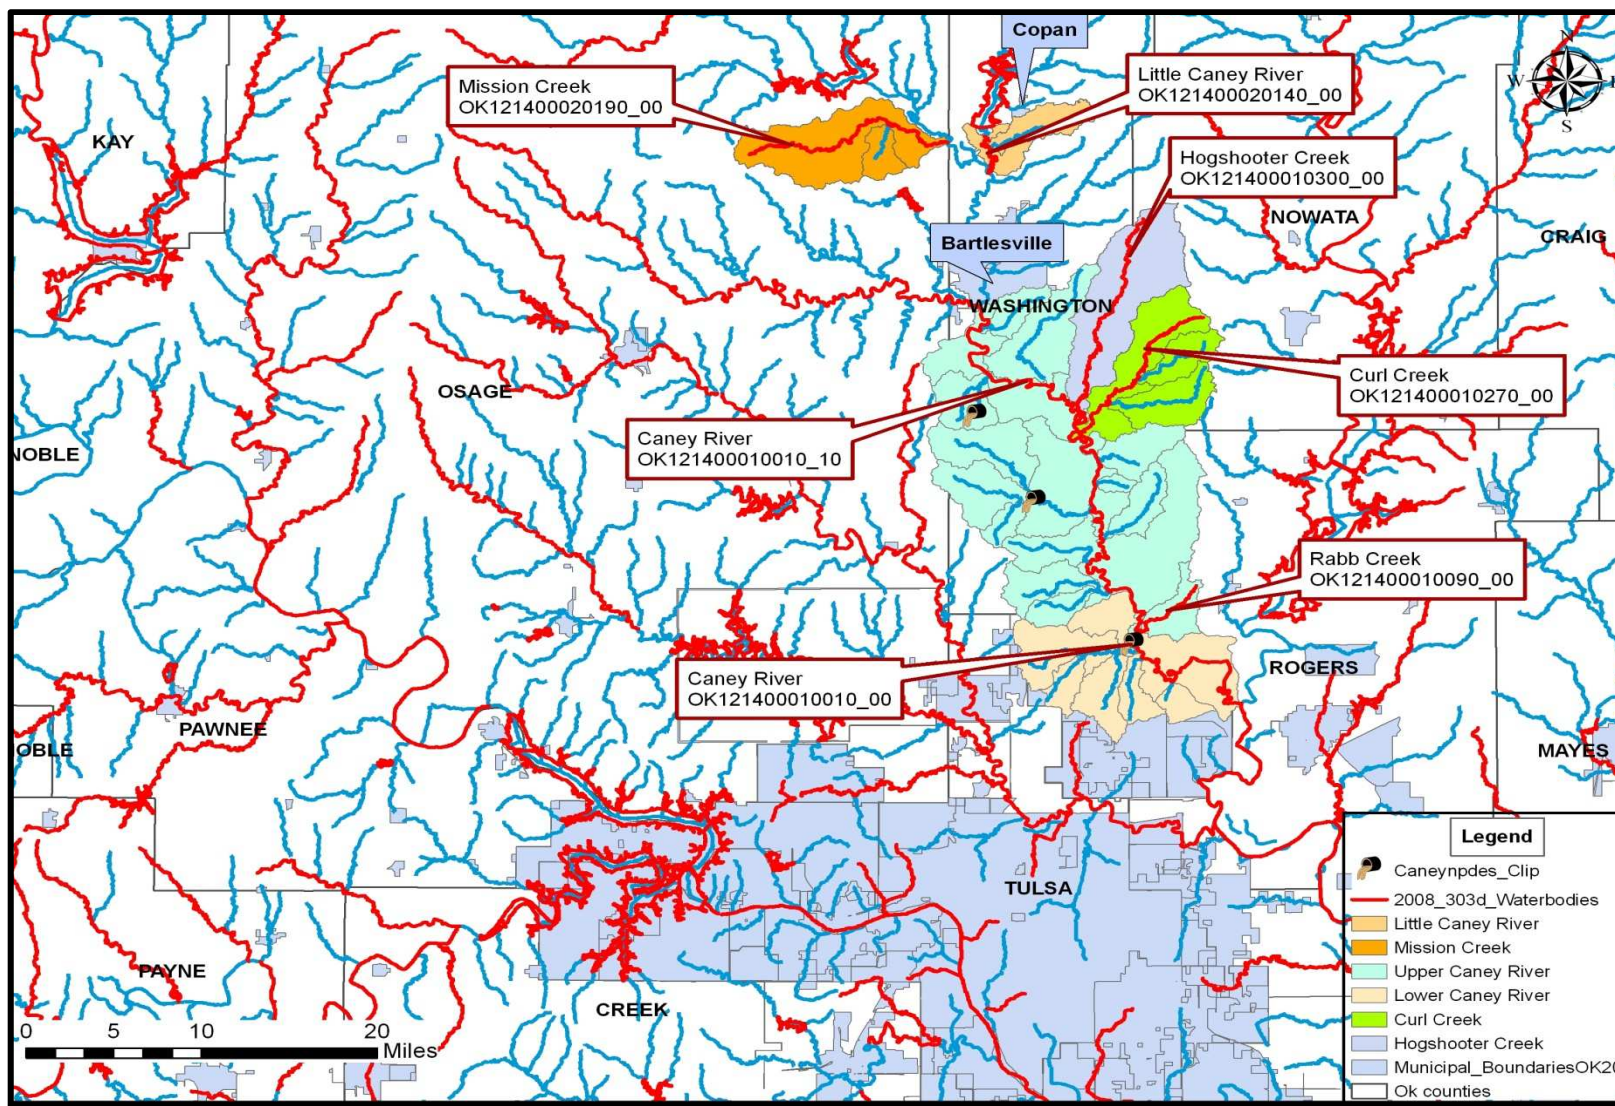 Copan
N
W
S
Mission Creek
OK121400020190_00
Little Caney River
OK121400020140_00
KAY
Hogshooter Creek
OK121400010300_00
NOWATA
CRAIG
Bartlesville
WASHINGTON
OSAGE
Curl Creek
OK121400010270_00
Caney River
OK121400010010_10
NOBLE
Rabb Creek
OK121400010090_00
Caney River
OK121400010010_00
ROGERS
PAWNEE
OBLE
MAYES
TULSA
PAYNE
CREEK
0 5 10 20
Miles
Legend
Caneynpdes_Clip
2008_303d_Waterbodies
Little Caney River
Mission Creek
Upper Caney River
Lower Caney River
Curl Creek
Hogshooter Creek
Municipal_BoundariesOK20
Ok counties